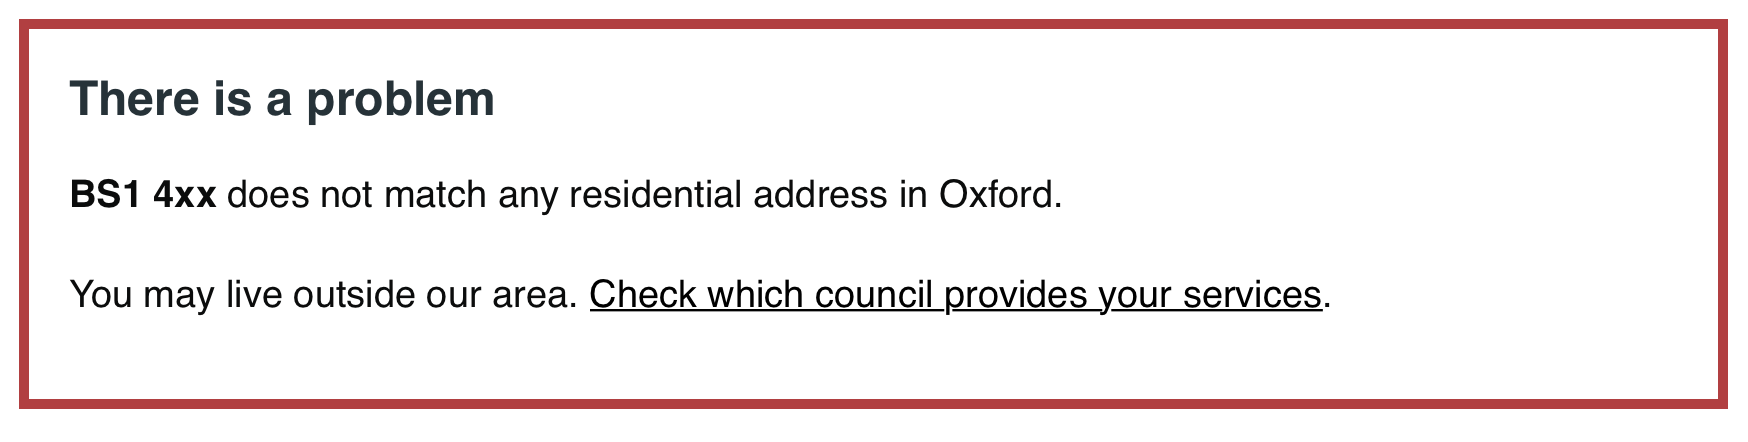 There is a problem
BS1 4xx does not match any residential address in Oxford.
You may live outside our area. Check which council provides your services.